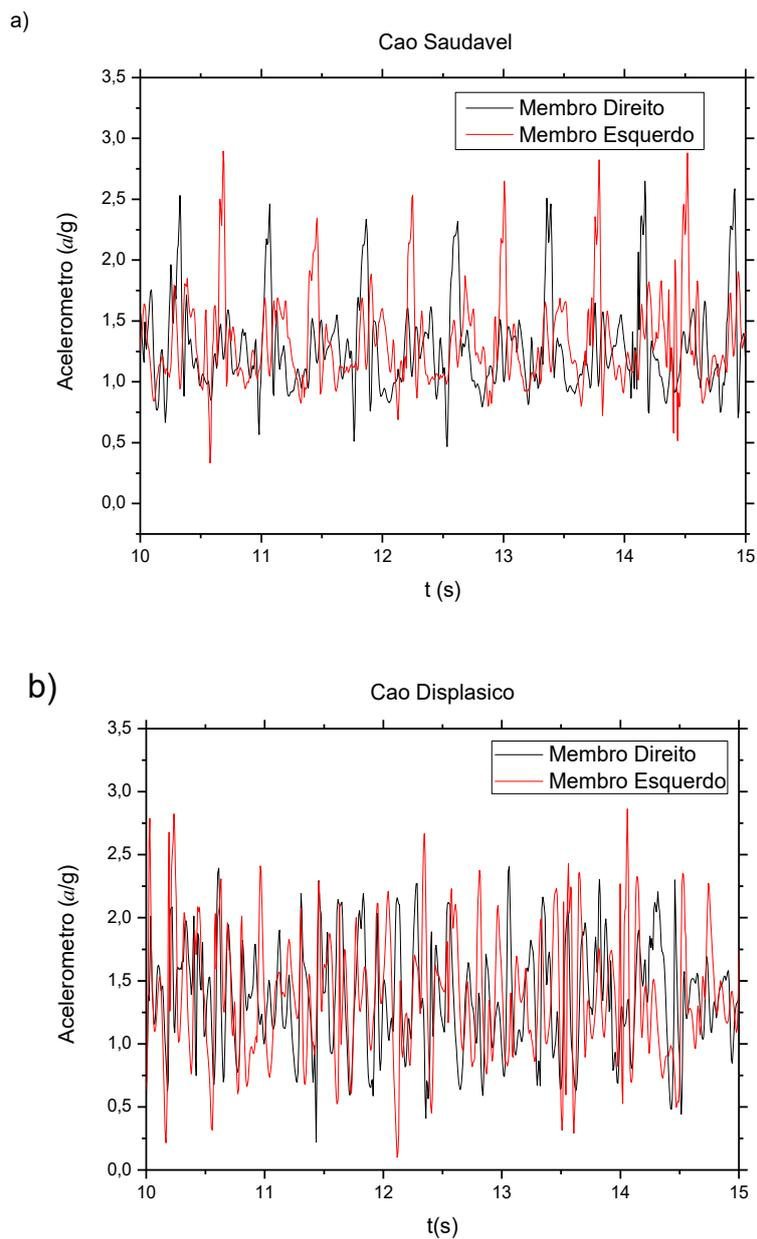 a)
Cao Saudavel
Membro Direito
Membro Esquerdo
Acelerometro (a/g)
3,5
3,0
2,5
2,0
1,5
1,0
0,5
0,0
10 11 12 13 14 15
t (s)
b)
Cao Displasico
Membro Direito
Membro Esquerdo
Acelerometro (a/g)
3,5
3,0
2,5
2,0
1,5
1,0
0,5
0,0
10 11 12 13 14 15
t(s)